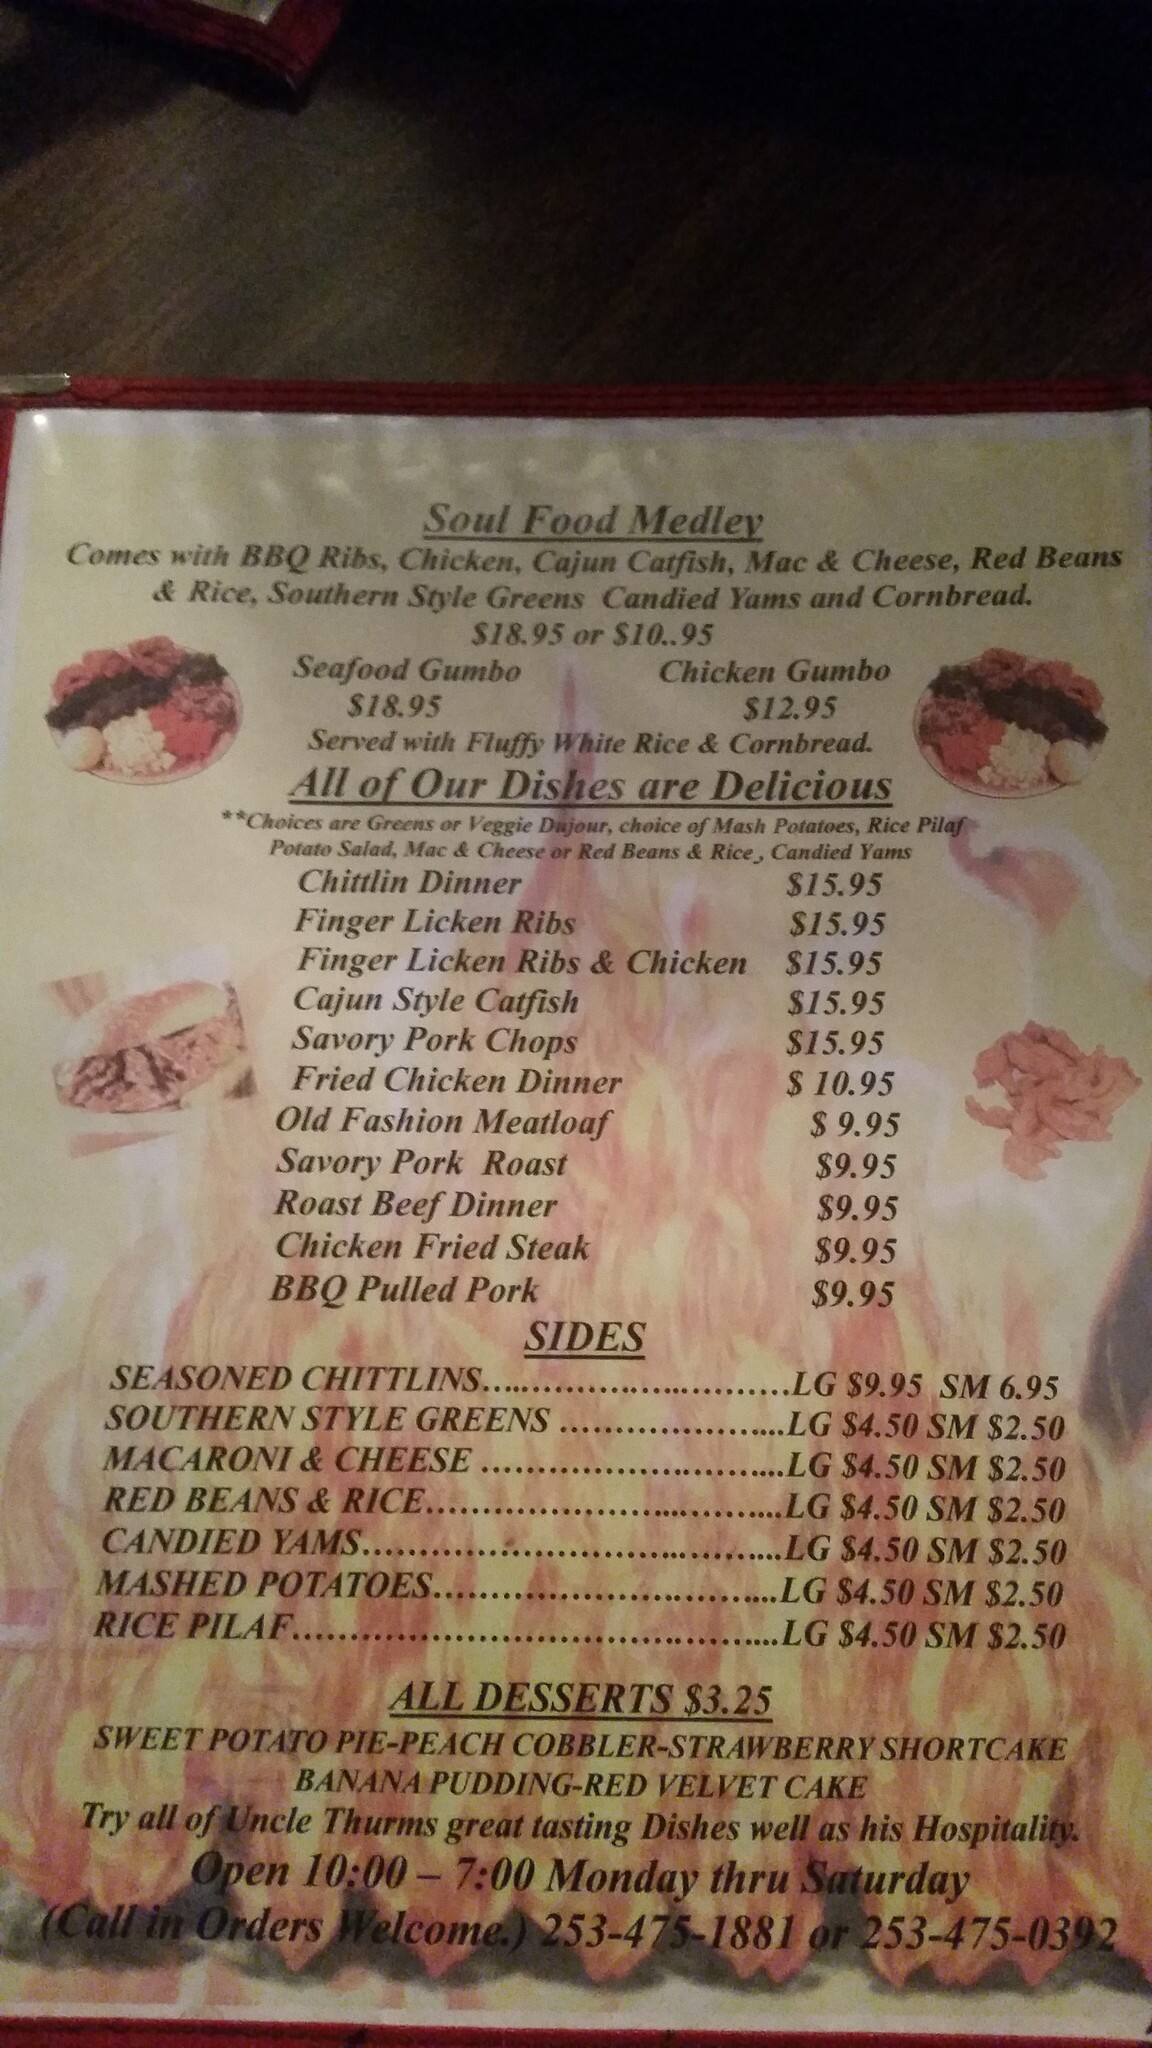 Soul Food Medley
Comes with BBQ Ribs, Chicken, Cajun Catfish, Mac & Cheese, Red Beans
& Rice, Southern Style Greens Candied Yams and Cornbread.
$18.95 or $10..95
Seafood Gumbo Chicken Gumbo
$18.95 $12.95
Served with Fluffy White Rice & Cornbread.
All of Our Dishes are Delicious
**Choices are Greens or Veggie Dujour, choice of Mash Potatoes, Rice Pilaf
Potato Salad, Mac & Cheese or Red Beans & Rice, Candied Yams
Chittlin Dinner $15.95
Finger Licken Ribs $15.95
Finger Licken Ribs & Chicken $15.95
Cajun Style Catfish $15.95
Savory Pork Chops $15.95
Fried Chicken Dinner $ 10.95
Old Fashion Meatloaf $ 9.95
Savory Pork Roast $9.95
Roast Beef Dinner $9.95
Chicken Fried Steak $9.95
BBQ Pulled Pork $9.95
SIDES
SEASONED CHITTLINS.................................LG $9.95 SM 6.95
SOUTHERN STYLE GREENS ........................LG $4.50 SM $2.50
MACARONI & CHEESE ...............................LG $4.50 SM $2.50
RED BEANS & RICE....................................LG $4.50 SM $2.50
CANDIED YAMS..........................................LG $4.50 SM $2.50
MASHED POTATOES...................................LG $4.50 SM $2.50
RICE PILAF................................................LG $4.50 SM $2.50
ALL DESSERTS $3.25
SWEET POTATO PIE-PEACH COBBLER-STRAWBERRY SHORTCAKE
BANANA PUDDING-RED VELVET CAKE
Try all of Uncle Thurms great tasting Dishes well as his Hospitality.
Open 10:00 – 7:00 Monday thru Saturday
(Call in Orders Welcome.) 253-475-1881 or 253-475-0392